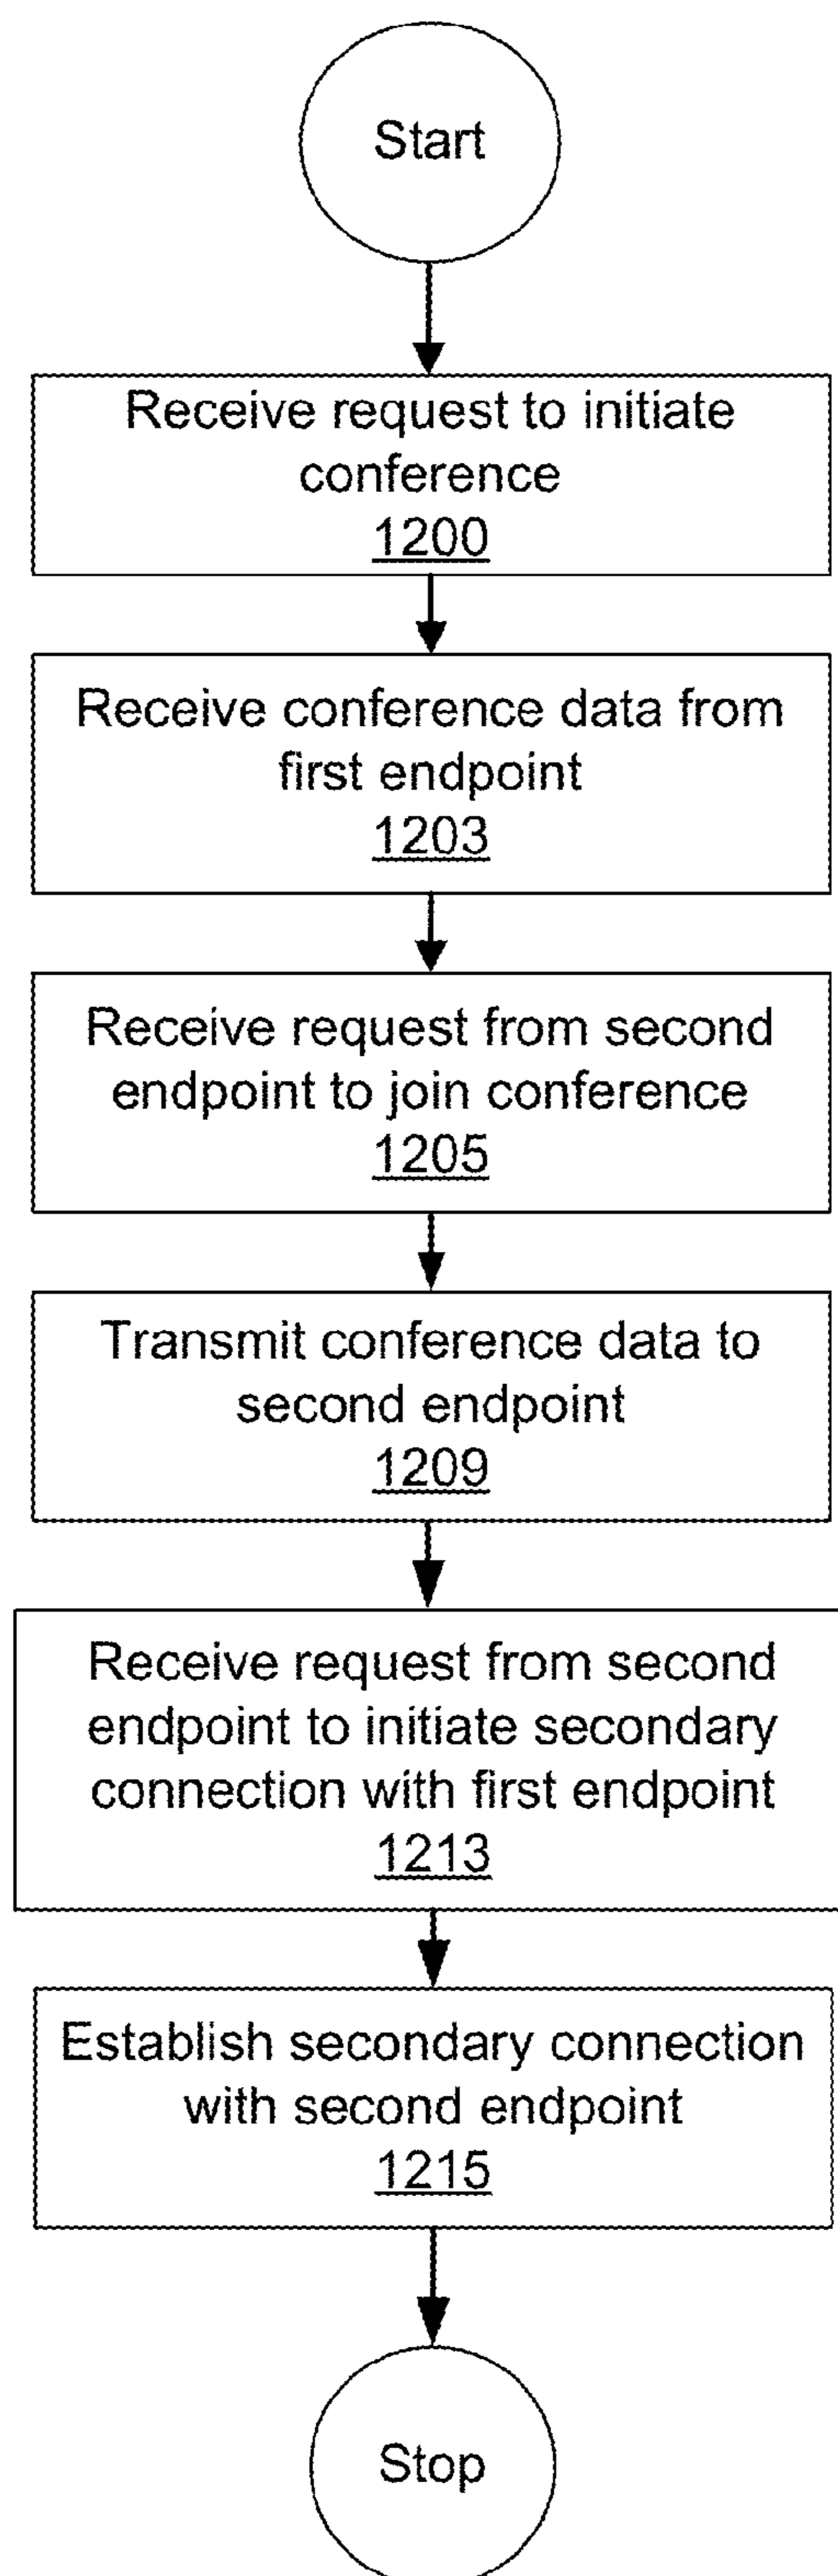 Start
Receive request to initiate
conference
1200
Receive conference data from
first endpoint
1203
Receive request from second
endpoint to join conference
1205
Transmit conference data to
second endpoint
1209
Receive request from second
endpoint to initiate secondary
connection with first endpoint
1213
Establish secondary connection
with second endpoint
1215
Stop